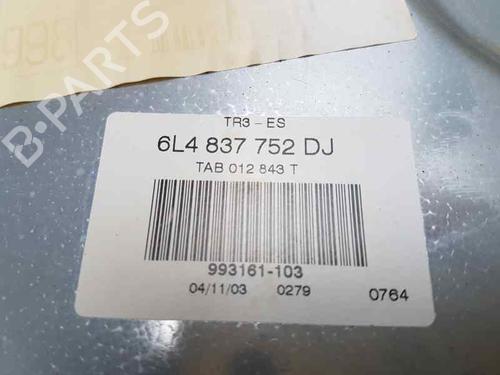 TR3 - ES
6L4 837 752 DJ
TAB 012 843 T
993161-103
04/11/03 0279 0764
B-PARTS